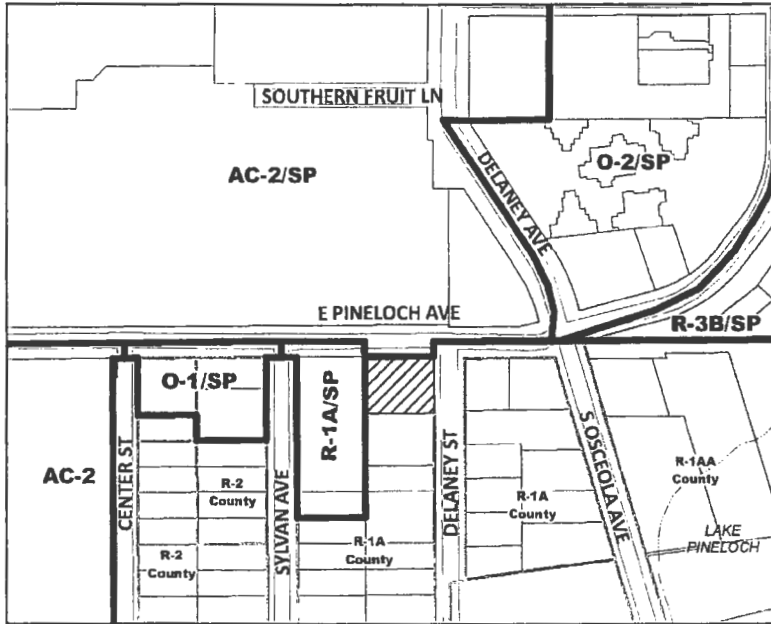 SOUTHERN FRUIT LN
AC-2/SP
O-2/SP
DELANEY AVE
E PINELOCH AVE
R-3B/SP
O-1/SP
R-1A/SP
AC-2
CENTER ST
R-2
County
SYLVAN AVE
DELANEY ST
S OSCEOLA AVE
R-1AA
County
R-1A
County
R-2
County
R-1A
County
LAKE
PINELOCH